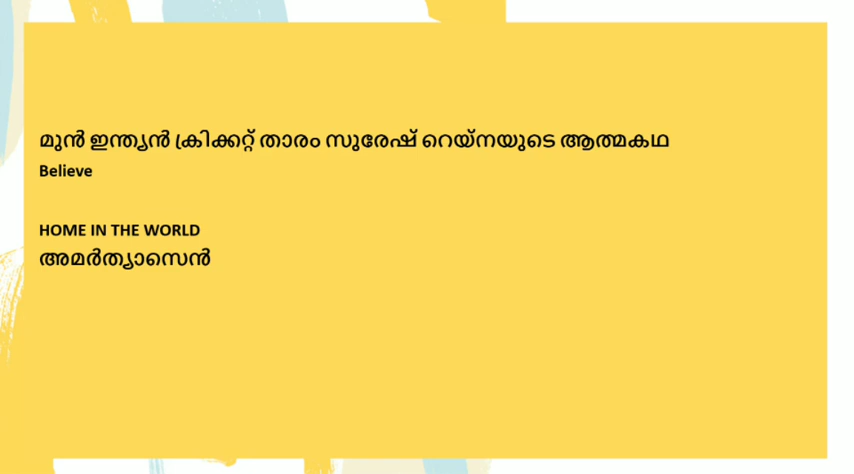 മുൻ ഇന്ത്യൻ ക്രിക്കറ്റ് താരം സുരേഷ് റെയ്നയുടെ ആത്മകഥ
Believe
HOME IN THE WORLD
അമർത്യാസെൻ